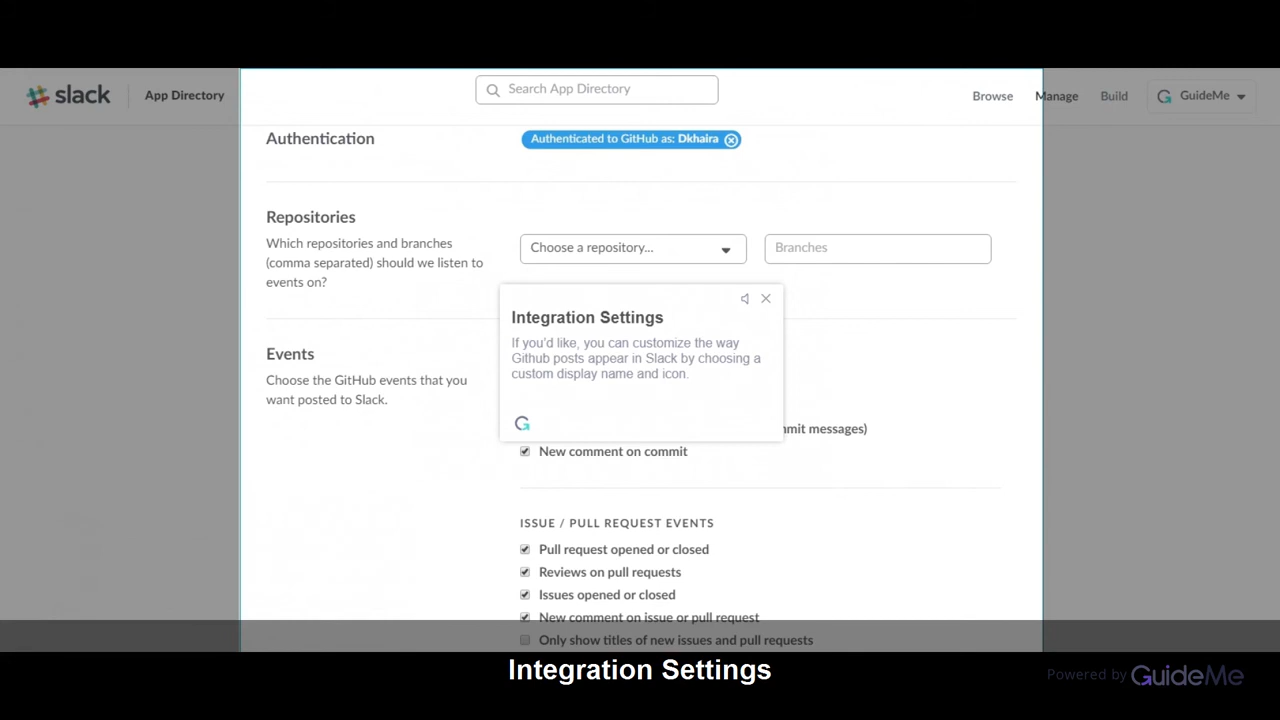 slack
App Directory
Search App Directory
Browse
Manage
Build
GuideMe
Authentication
Authenticated to GitHub as: Dkhaira
Repositories
Which repositories and branches
(comma separated) should we listen to
events on?
Choose a repository...
Branches
Integration Settings
If you'd like, you can customize the way
Github posts appear in Slack by choosing a
custom display name and icon.
Events
Choose the GitHub events that you
want posted to Slack.
messages)
New comment on commit
ISSUE / PULL REQUEST EVENTS
Pull request opened or closed
Reviews on pull requests
Issues opened or closed
New comment on issue or pull request
Only show titles of new issues and pull requests
Integration Settings
Powered by GuideMe